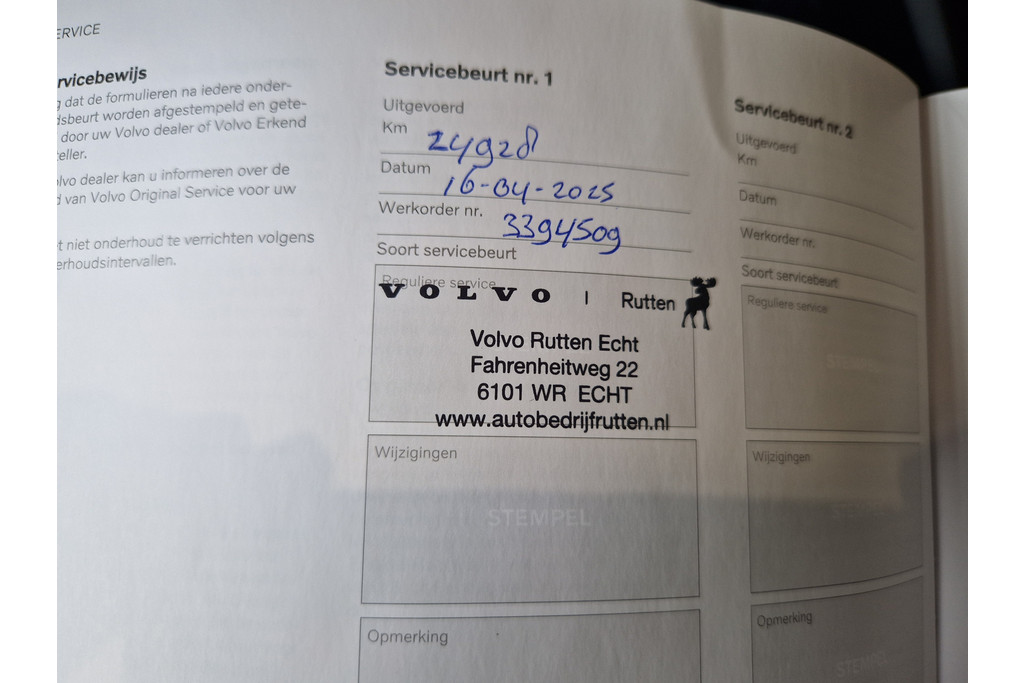 ERVICE
rvicebewijs
dat de formulieren na iedere onder-
dsbeurt worden afgestempeld en gete-
door uw Volvo dealer of Volvo Erkend
eller.
lvo dealer kan u informeren over de
d van Volvo Original Service voor uw
t niet onderhoud te verrichten volgens
erhoudsintervallen.
Servicebeurt nr. 1
Uitgevoerd
Km 24928
Datum 16-04-2025
Werkorder nr. 3394509
Soort servicebeurt
Reguliere service
VOLVO | Rutten
Volvo Rutten Echt
Fahrenheitweg 22
6101 WR ECHT
www.autobedrijfrutten.nl
Wijzigingen
STEMPEL
Opmerking
Servicebeurt nr. 2
Uitgevoerd
Km
Datum
Werkorder nr.
Soort servicebeurt
Reguliere service
STEMPEL
Wijzigingen
STEMPEL
Opmerking
STEMPEL